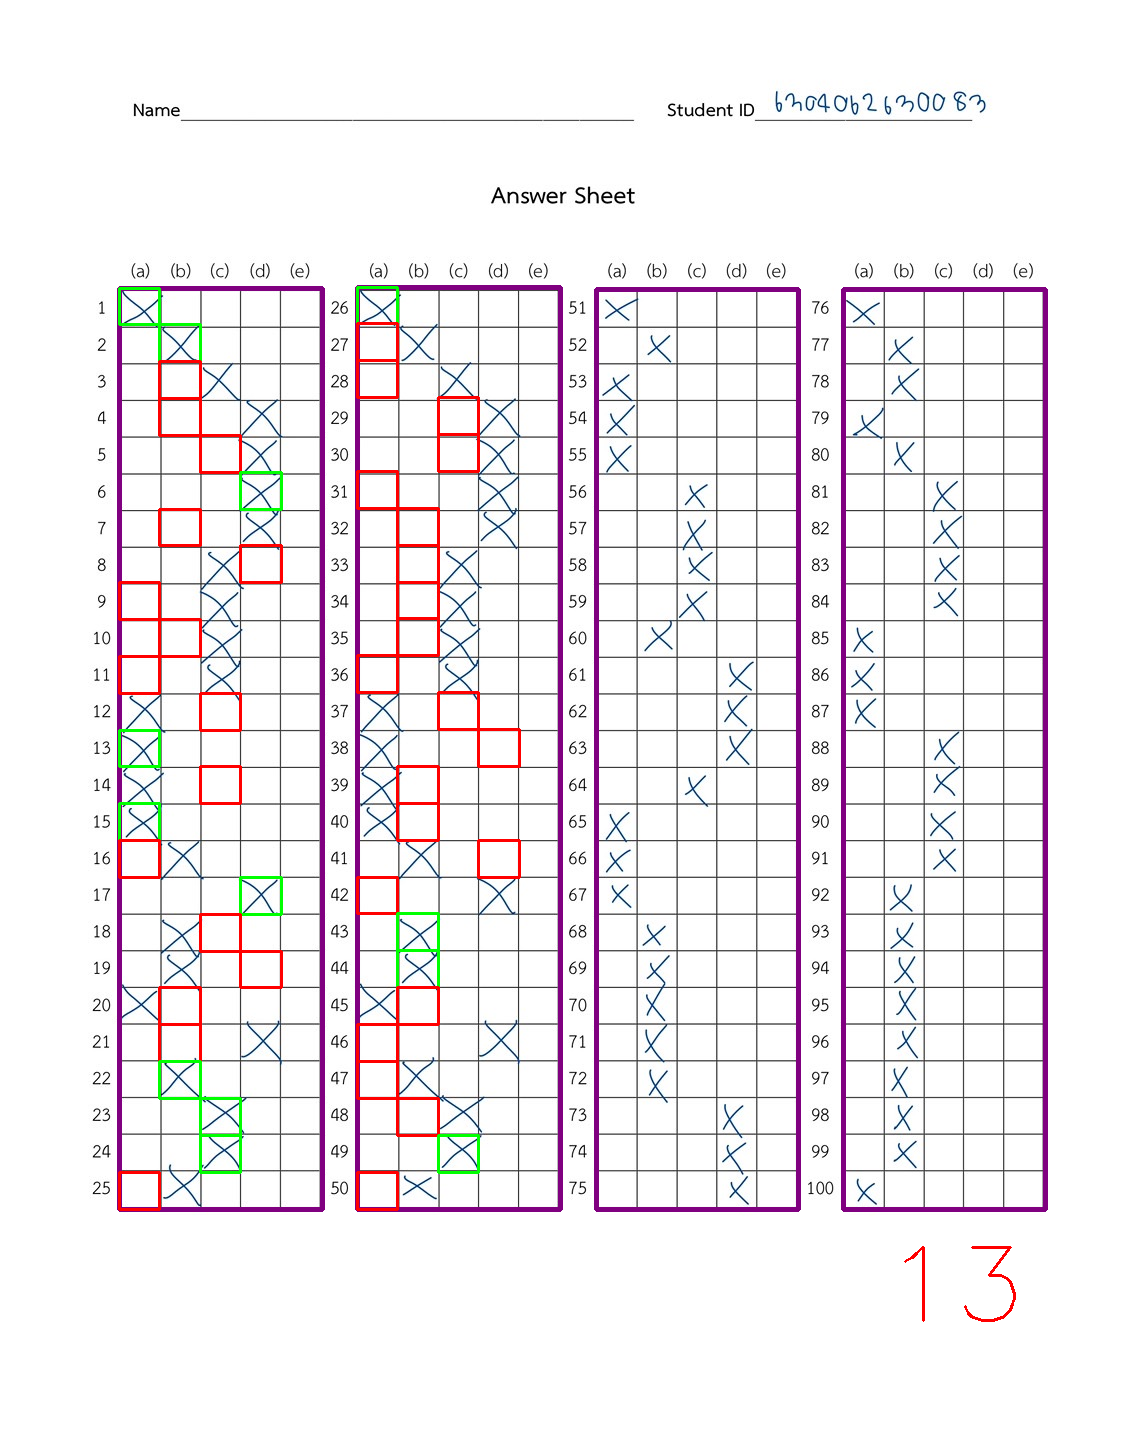 Name Student ID 6304062630083
Answer Sheet
(a) (b) (c) (d) (e) (a) (b) (c) (d) (e) (a) (b) (c) (d) (e) (a) (b) (c) (d) (e)
1 26 51 76
2 27 52 77
3 28 53 78
4 29 54 79
5 30 55 80
6 31 56 81
7 32 57 82
8 33 58 83
9 34 59 84
10 35 60 85
11 36 61 86
12 37 62 87
13 38 63 88
14 39 64 89
15 40 65 90
16 41 66 91
17 42 67 92
18 43 68 93
19 44 69 94
20 45 70 95
21 46 71 96
22 47 72 97
23 48 73 98
24 49 74 99
25 50 75 100
13